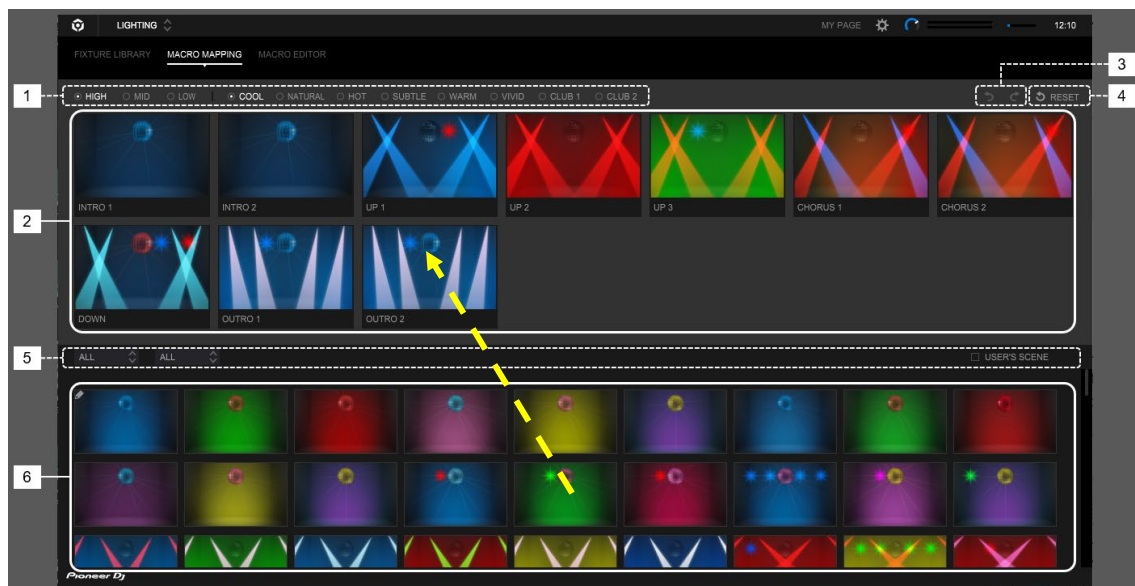 LIGHTING MY PAGE 12:10
FIXTURE LIBRARY MACRO MAPPING MACRO EDITOR
3
1 HIGH MID LOW COOL NATURAL HOT SUBTLE WARM VIVID CLUB 1 CLUB 2 RESET 4
INTRO 1 INTRO 2 UP 1 UP 2 UP 3 CHORUS 1 CHORUS 2
2
DOWN OUTRO 1 OUTRO 2
5 ALL ALL USER'S SCENE
6
Pioneer Dj